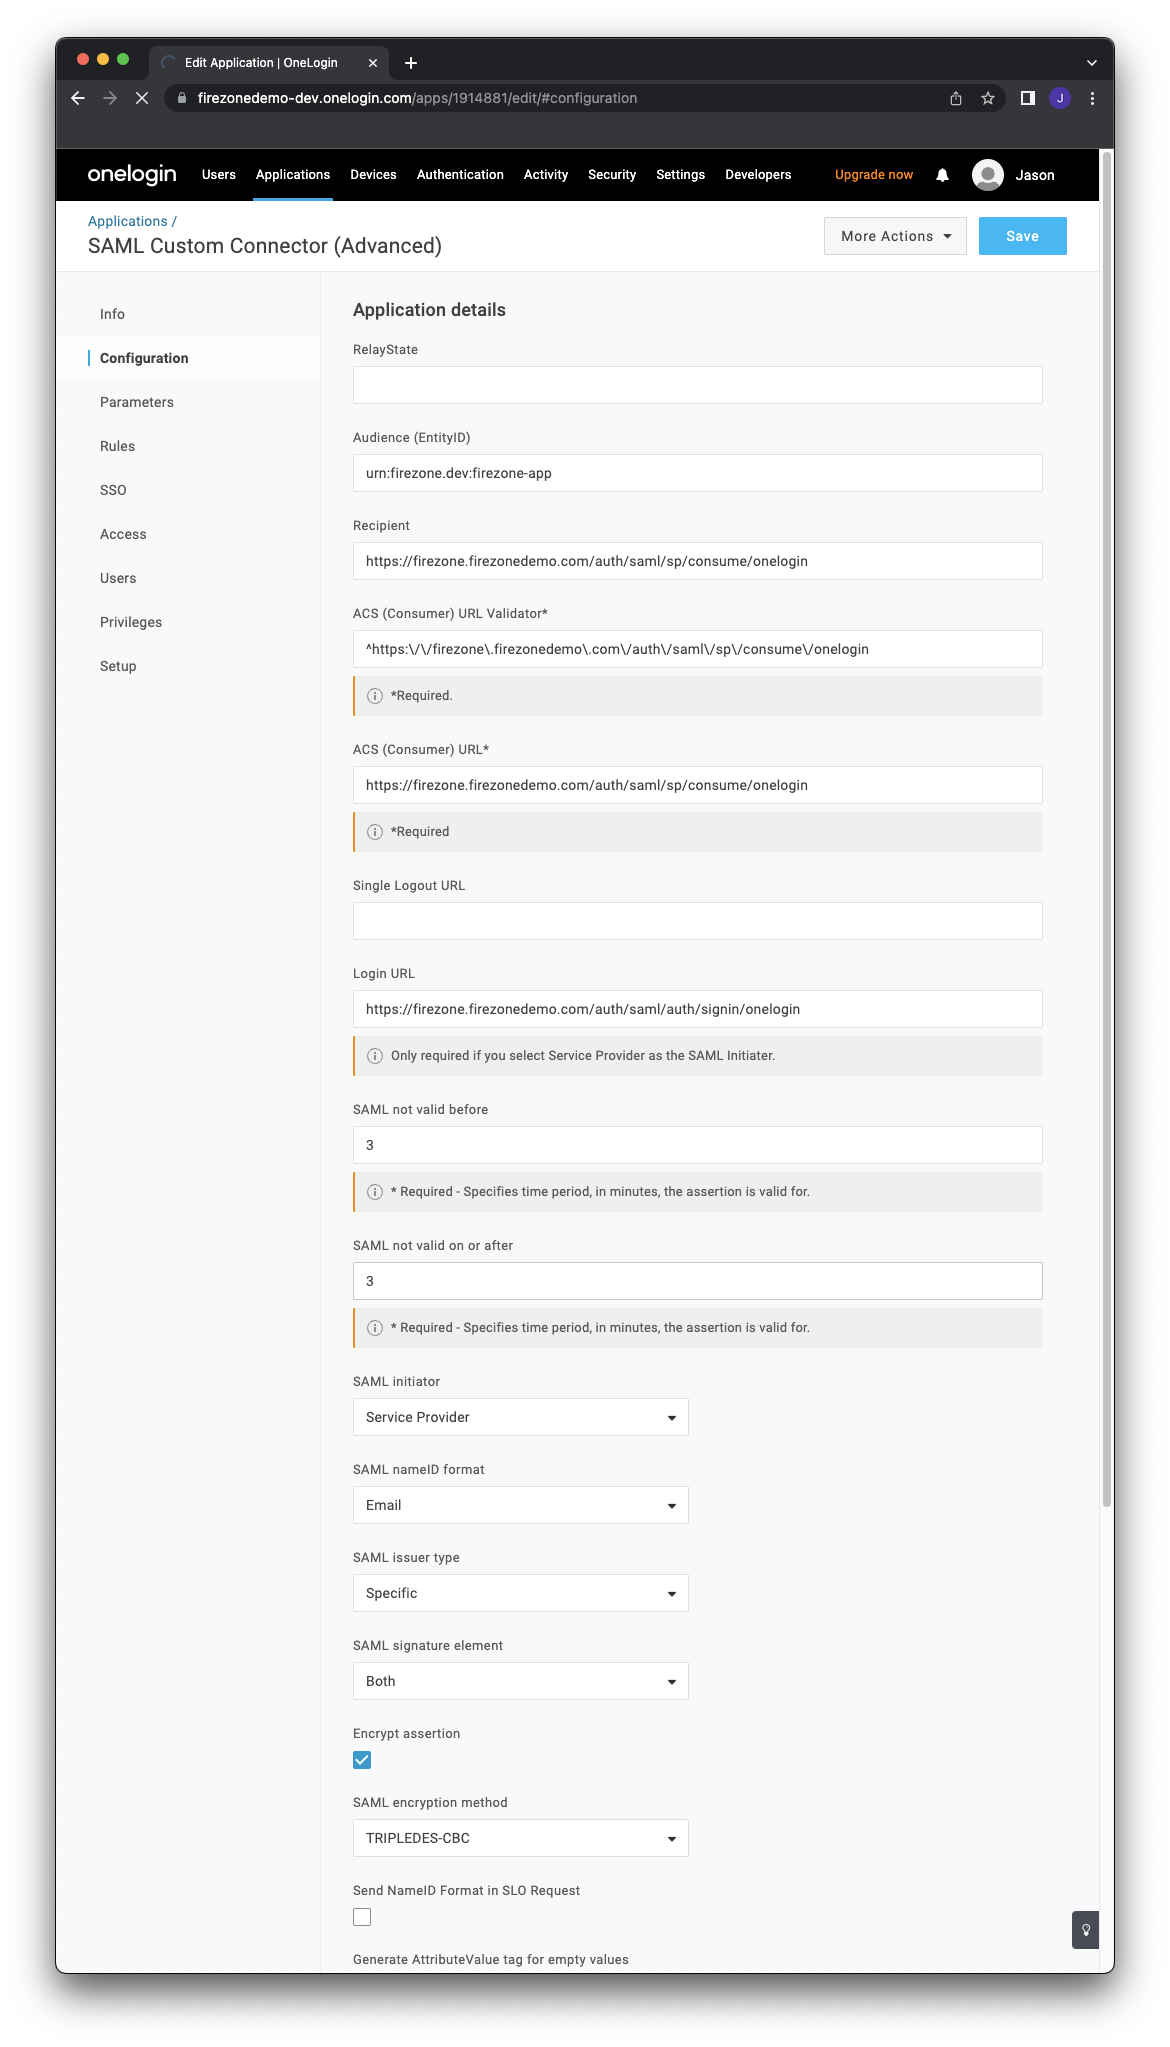 Edit Application | OneLogin
firezonedemo-dev.onelogin.com/apps/1914881/edit/#configuration
J
onelogin Users Applications Devices Authentication Activity Security Settings Developers Upgrade now Jason
Applications /
SAML Custom Connector (Advanced)
More Actions
Save
Info
Configuration
Parameters
Rules
SSO
Access
Users
Privileges
Setup
Application details
RelayState
Audience (EntityID)
urn:firezone.dev:firezone-app
Recipient
https://firezone.firezonedemo.com/auth/saml/sp/consume/onelogin
ACS (Consumer) URL Validator*
^https:\/\/firezone\.firezonedemo\.com\/auth\/saml\/sp\/consume\/onelogin
*Required.
ACS (Consumer) URL*
https://firezone.firezonedemo.com/auth/saml/sp/consume/onelogin
*Required
Single Logout URL
Login URL
https://firezone.firezonedemo.com/auth/saml/auth/signin/onelogin
Only required if you select Service Provider as the SAML Initiater.
SAML not valid before
3
* Required - Specifies time period, in minutes, the assertion is valid for.
SAML not valid on or after
3
* Required - Specifies time period, in minutes, the assertion is valid for.
SAML initiator
Service Provider
SAML nameID format
Email
SAML issuer type
Specific
SAML signature element
Both
Encrypt assertion
SAML encryption method
TRIPLEDES-CBC
Send NameID Format in SLO Request
Generate AttributeValue tag for empty values